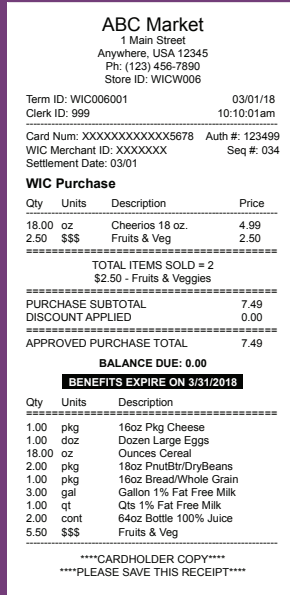 ABC Market
1 Main Street
Anywhere, USA 12345
Ph: (123) 456-7890
Store ID: WICW006
Term ID: WIC006001 03/01/18
Clerk ID: 999 10:10:01am
Card Num: XXXXXXXXXXXX5678 Auth #: 123499
WIC Merchant ID: XXXXXXX Seq #: 034
Settlement Date: 03/01
WIC Purchase
Qty Units Description Price
18.00 oz Cheerios 18 oz. 4.99
2.50 $$$ Fruits & Veg 2.50
TOTAL ITEMS SOLD = 2
$2.50 - Fruits & Veggies
PURCHASE SUBTOTAL 7.49
DISCOUNT APPLIED 0.00
APPROVED PURCHASE TOTAL 7.49
BALANCE DUE: 0.00
BENEFITS EXPIRE ON 3/31/2018
Qty Units Description
1.00 pkg 16oz Pkg Cheese
1.00 doz Dozen Large Eggs
18.00 oz Ounces Cereal
2.00 pkg 18oz PnutBtr/DryBeans
1.00 pkg 16oz Bread/Whole Grain
3.00 gal Gallon 1% Fat Free Milk
1.00 qt Qts 1% Fat Free Milk
2.00 cont 64oz Bottle 100% Juice
5.50 $$$ Fruits & Veg
****CARDHOLDER COPY****
****PLEASE SAVE THIS RECEIPT****